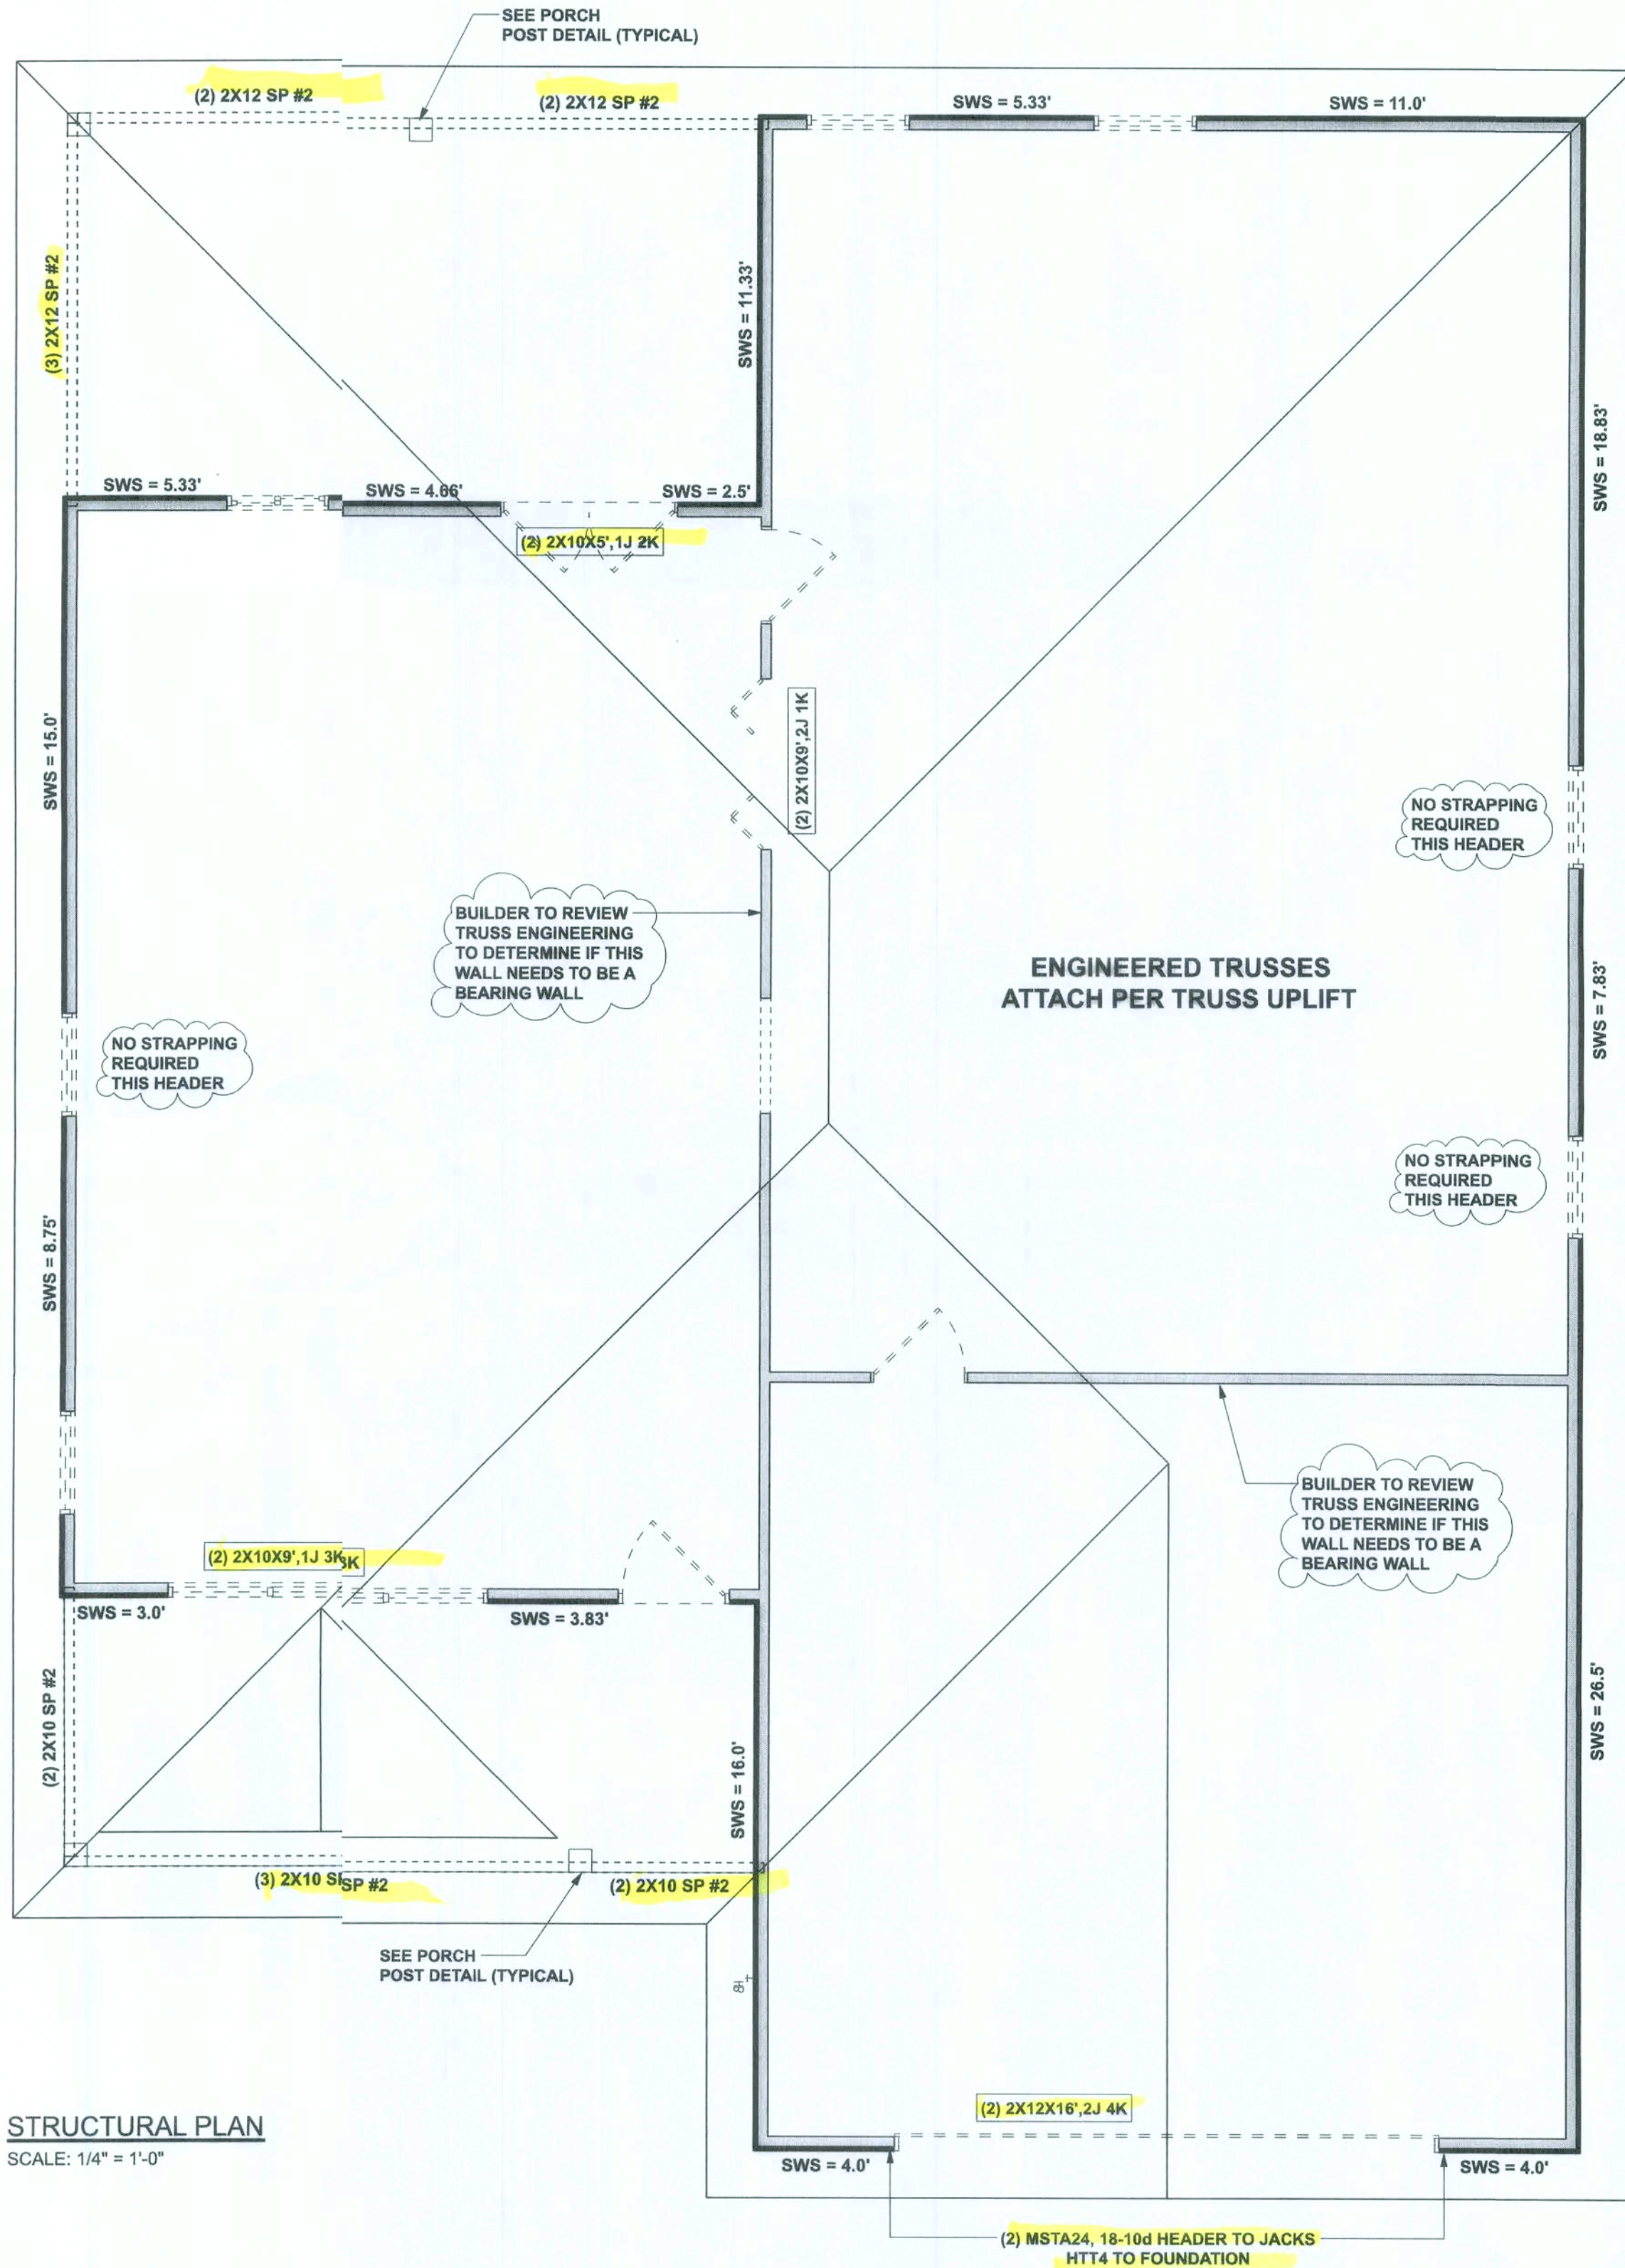 SEE PORCH
POST DETAIL (TYPICAL)
(2) 2X12 SP #2
(2) 2X12 SP #2
SWS = 5.33'
SWS = 11.0'
(3) 2X12 SP #2
SWS = 11.33'
SWS = 18.83'
SWS = 5.33'
SWS = 4.66'
SWS = 2.5'
(2) 2X10X5',1J 2K
SWS = 15.0'
(2) 2X10X9',2J 1K
NO STRAPPING
REQUIRED
THIS HEADER
BUILDER TO REVIEW
TRUSS ENGINEERING
TO DETERMINE IF THIS
WALL NEEDS TO BE A
BEARING WALL
ENGINEERED TRUSSES
ATTACH PER TRUSS UPLIFT
SWS = 7.83'
NO STRAPPING
REQUIRED
THIS HEADER
NO STRAPPING
REQUIRED
THIS HEADER
SWS = 8.75'
BUILDER TO REVIEW
TRUSS ENGINEERING
TO DETERMINE IF THIS
WALL NEEDS TO BE A
BEARING WALL
(2) 2X10X9',1J 3K
3K
SWS = 3.0'
SWS = 3.83'
(2) 2X10 SP #2
SWS = 16.0'
SWS = 26.5'
(3) 2X10 SP #2
(2) 2X10 SP #2
SEE PORCH
POST DETAIL (TYPICAL)
(2) 2X12X16',2J 4K
STRUCTURAL PLAN
SCALE: 1/4" = 1'-0"
SWS = 4.0'
SWS = 4.0'
(2) MSTA24, 18-10d HEADER TO JACKS
HTT4 TO FOUNDATION